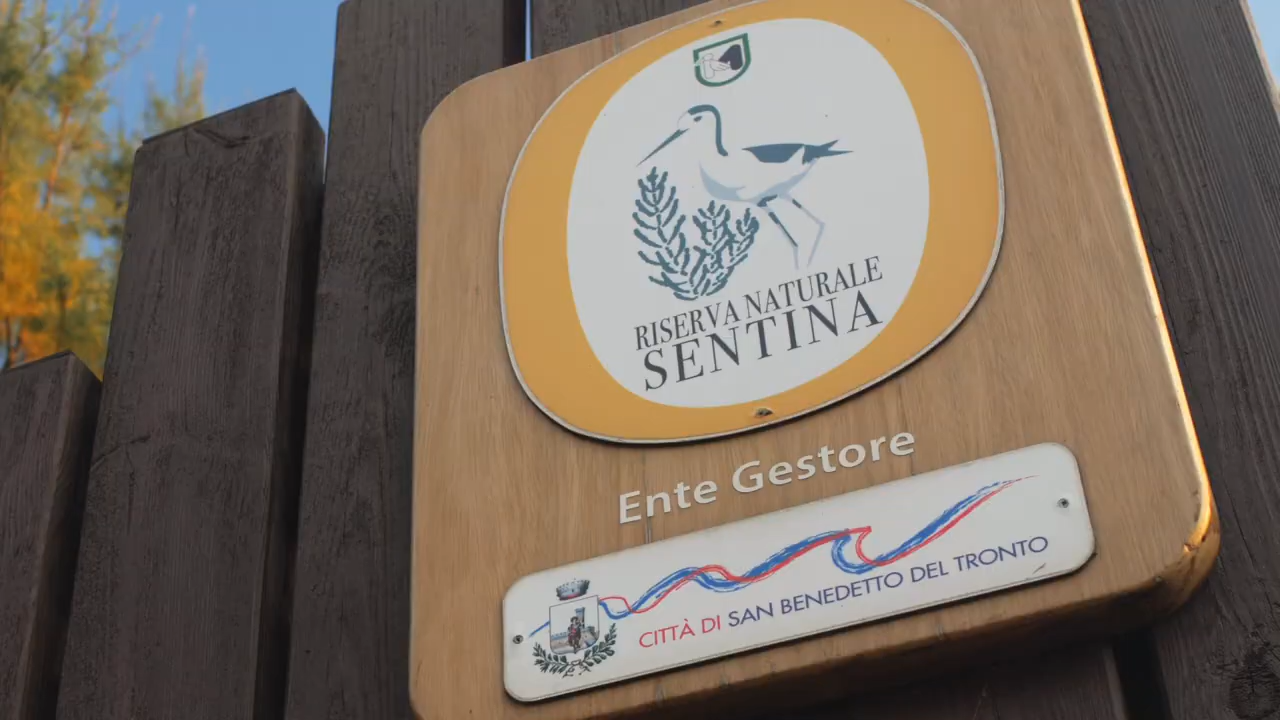 RISERVA NATURALE
SENTINA
Ente Gestore
CITTÀ DI SAN BENEDETTO DEL TRONTO